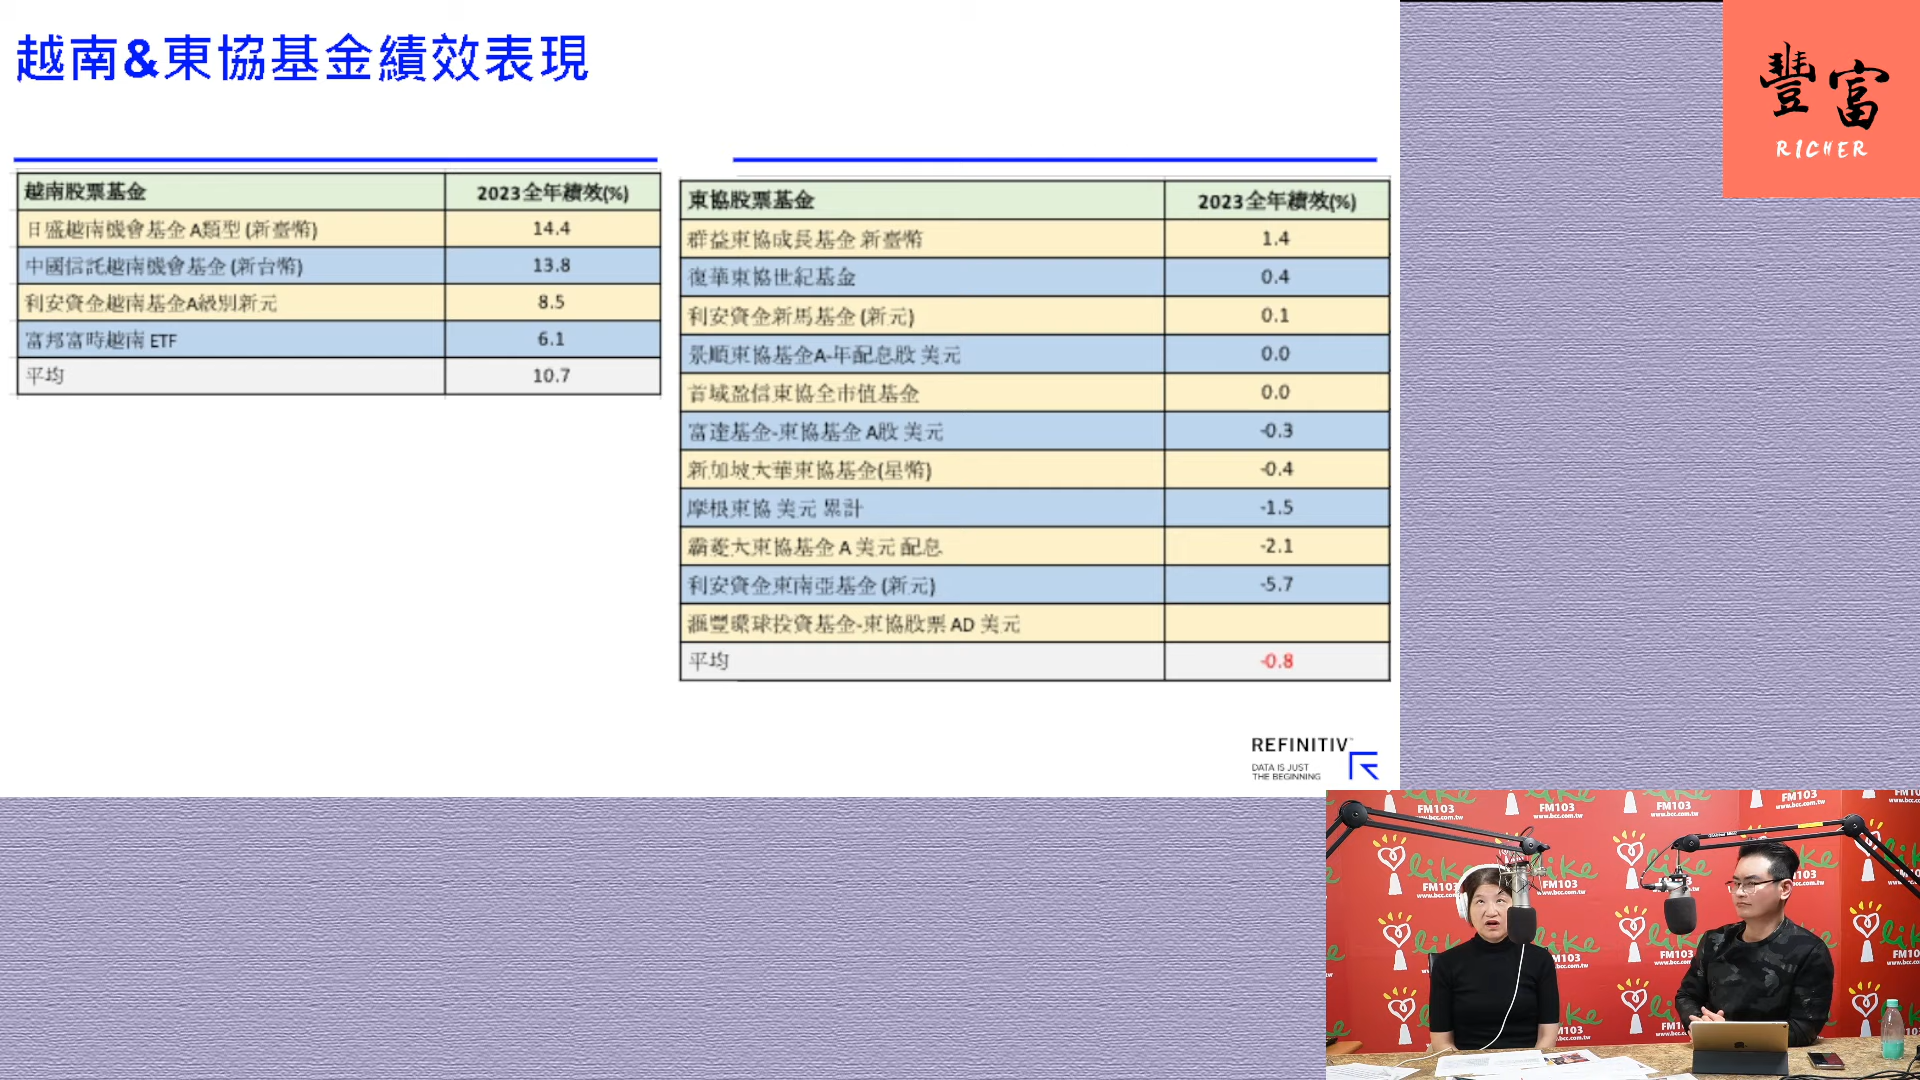 越南&東協基金績效表現
豐富
RICHER
越南股票基金 2023全年績效(%)
日盛越南機會基金A類型(新臺幣) 14.4
中國信託越南機會基金(新台幣) 13.8
利安資金越南基金A級別新元 8.5
富邦富時越南 ETF 6.1
平均 10.7
東協股票基金 2023全年績效(%)
群益東協成長基金 新臺幣 1.4
復華東協世紀基金 0.4
利安資金新馬基金(新元) 0.1
景順東協基金A-年配息股 美元 0.0
首域盈信東協全市值基金 0.0
富達基金-東協基金 A股 美元 -0.3
新加坡大華東協基金(星幣) -0.4
摩根東協 美元 累計 -1.5
霸菱大東協基金 A 美元 配息 -2.1
利安資金東南亞基金(新元) -5.7
滙豐環球投資基金-東協股票 AD 美元
平均 -0.8
REFINITIV
DATA IS JUST
THE BEGINNING
like
FM103
www.bcc.com.tw